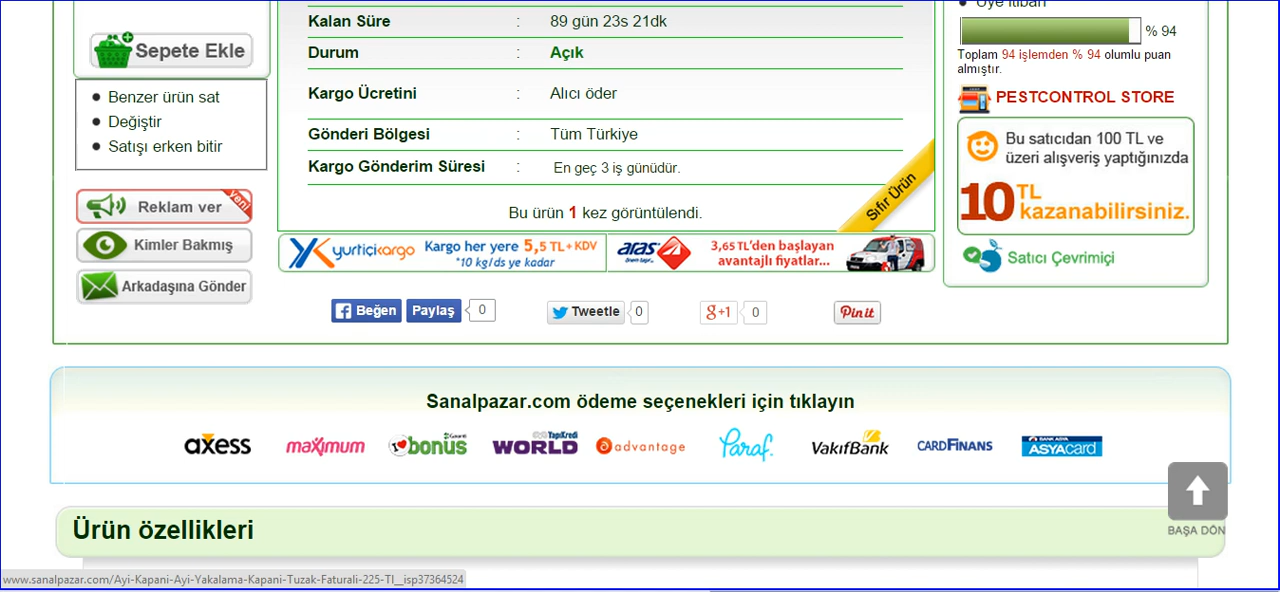 Üye itibarı
Kalan Süre : 89 gün 23s 21dk
% 94
Sepete Ekle
Durum : Açık
Toplam 94 işlemden % 94 olumlu puan
almıştır.
Benzer ürün sat
Kargo Ücretini : Alıcı öder
PESTCONTROL STORE
Değiştir
Gönderi Bölgesi : Tüm Türkiye
Bu satıcıdan 100 TL ve
üzeri alışveriş yaptığınızda
Satışı erken bitir
Kargo Gönderim Süresi : En geç 3 iş günüdür.
10 TL
kazanabilirsiniz.
Sıfır Ürün
Reklam ver
Yeni
Bu ürün 1 kez görüntülendi.
Kimler Bakmış
yurtiçi kargo
Kargo her yere 5,5 TL+KDV
*10 kg/ds ye kadar
aras
3,65 TL'den başlayan
avantajlı fiyatlar...
Satıcı Çevrimiçi
Arkadaşına Gönder
Beğen Paylaş 0
Tweetle 0
g+1 0
Pin it
Sanalpazar.com ödeme seçenekleri için tıklayın
axess
maximum
Garanti
bonus
YapıKredi
WORLD
advantage
Paraf.
VakıfBank
CARDFINANS
BANK ASYA
ASYACARD
BAŞA DÖN
Ürün özellikleri
www.sanalpazar.com/Ayi-Kapani-Ayi-Yakalama-Kapani-Tuzak-Faturali-225-Tl__isp37364524